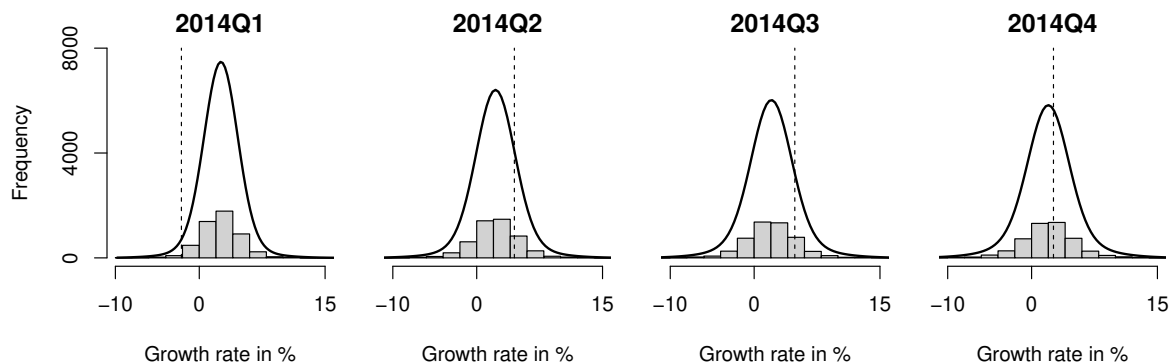 2014Q1 2014Q2 2014Q3 2014Q4
Frequency
8000
4000
0
−10 0 15 −10 0 15 −10 0 15 −10 0 15
Growth rate in % Growth rate in % Growth rate in % Growth rate in %